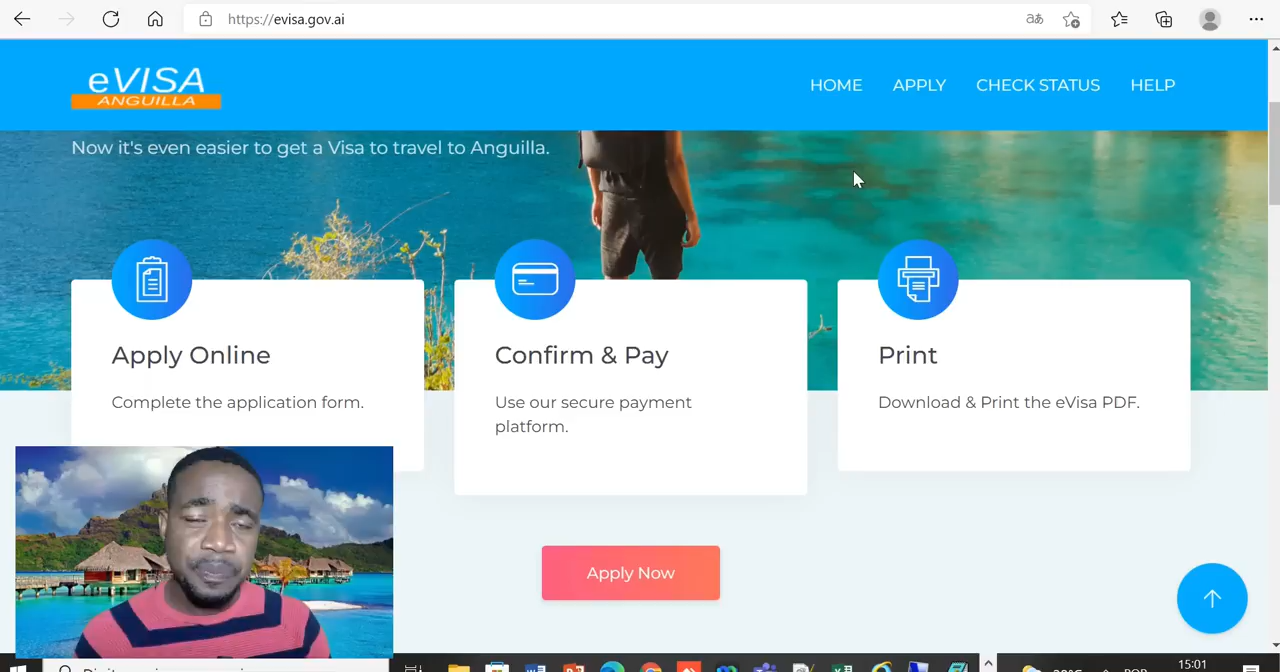 https://evisa.gov.ai
aあ
eVISA
ANGUILLA
HOME
APPLY
CHECK STATUS
HELP
Now it's even easier to get a Visa to travel to Anguilla.
Apply Online
Complete the application form.
Confirm & Pay
Use our secure payment
platform.
Print
Download & Print the eVisa PDF.
Apply Now
15:01